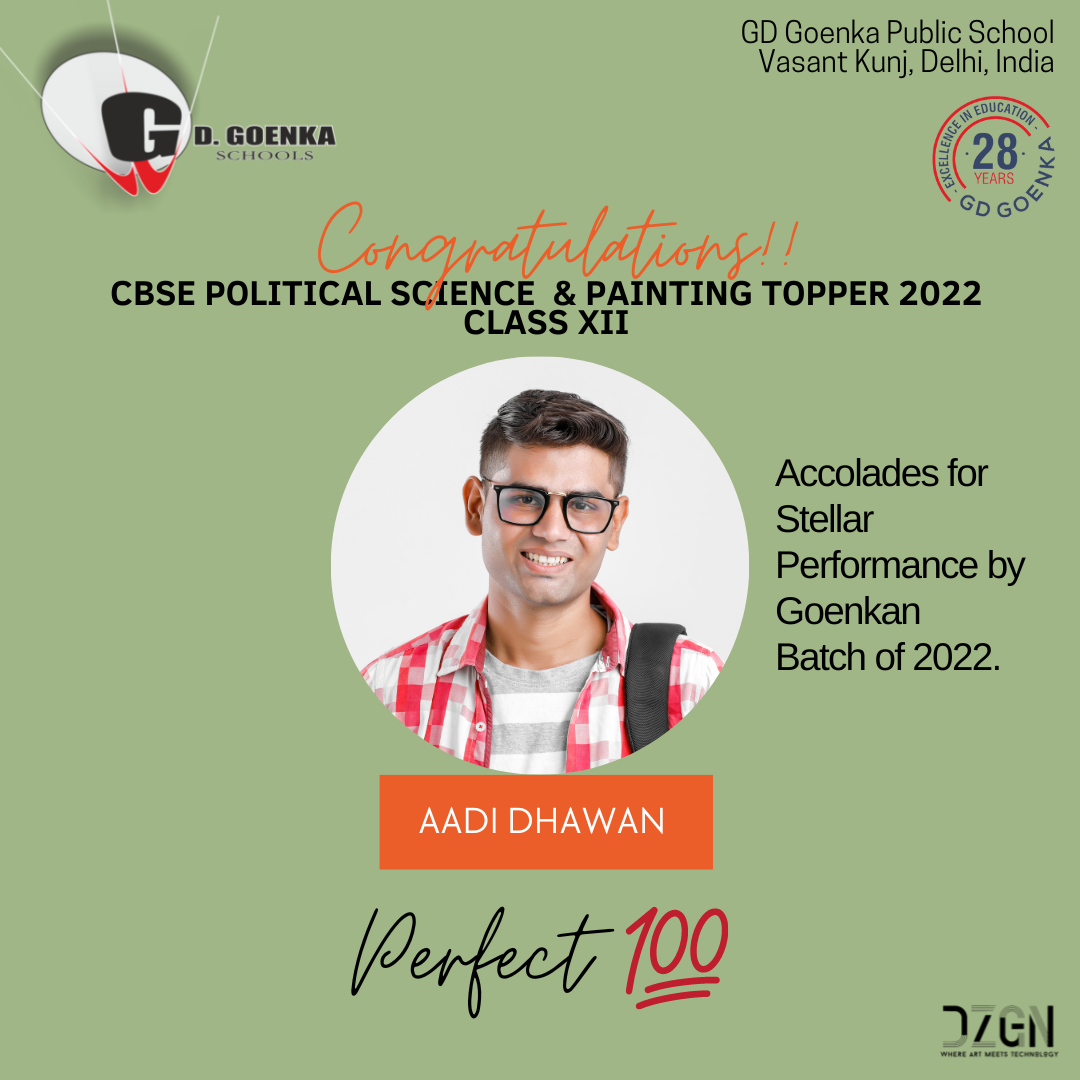 GD Goenka Public School
Vasant Kunj, Delhi, India
G D. GOENKA
SCHOOLS
- EXCELLENCE IN EDUCATION -
· 28 ·
YEARS
GD GOENKA
Congratulations!!
CBSE POLITICAL SCIENCE & PAINTING TOPPER 2022
CLASS XII
Accolades for
Stellar
Performance by
Goenkan
Batch of 2022.
AADI DHAWAN
Perfect 100
DZGN
WHERE ART MEETS TECHNOLOGY